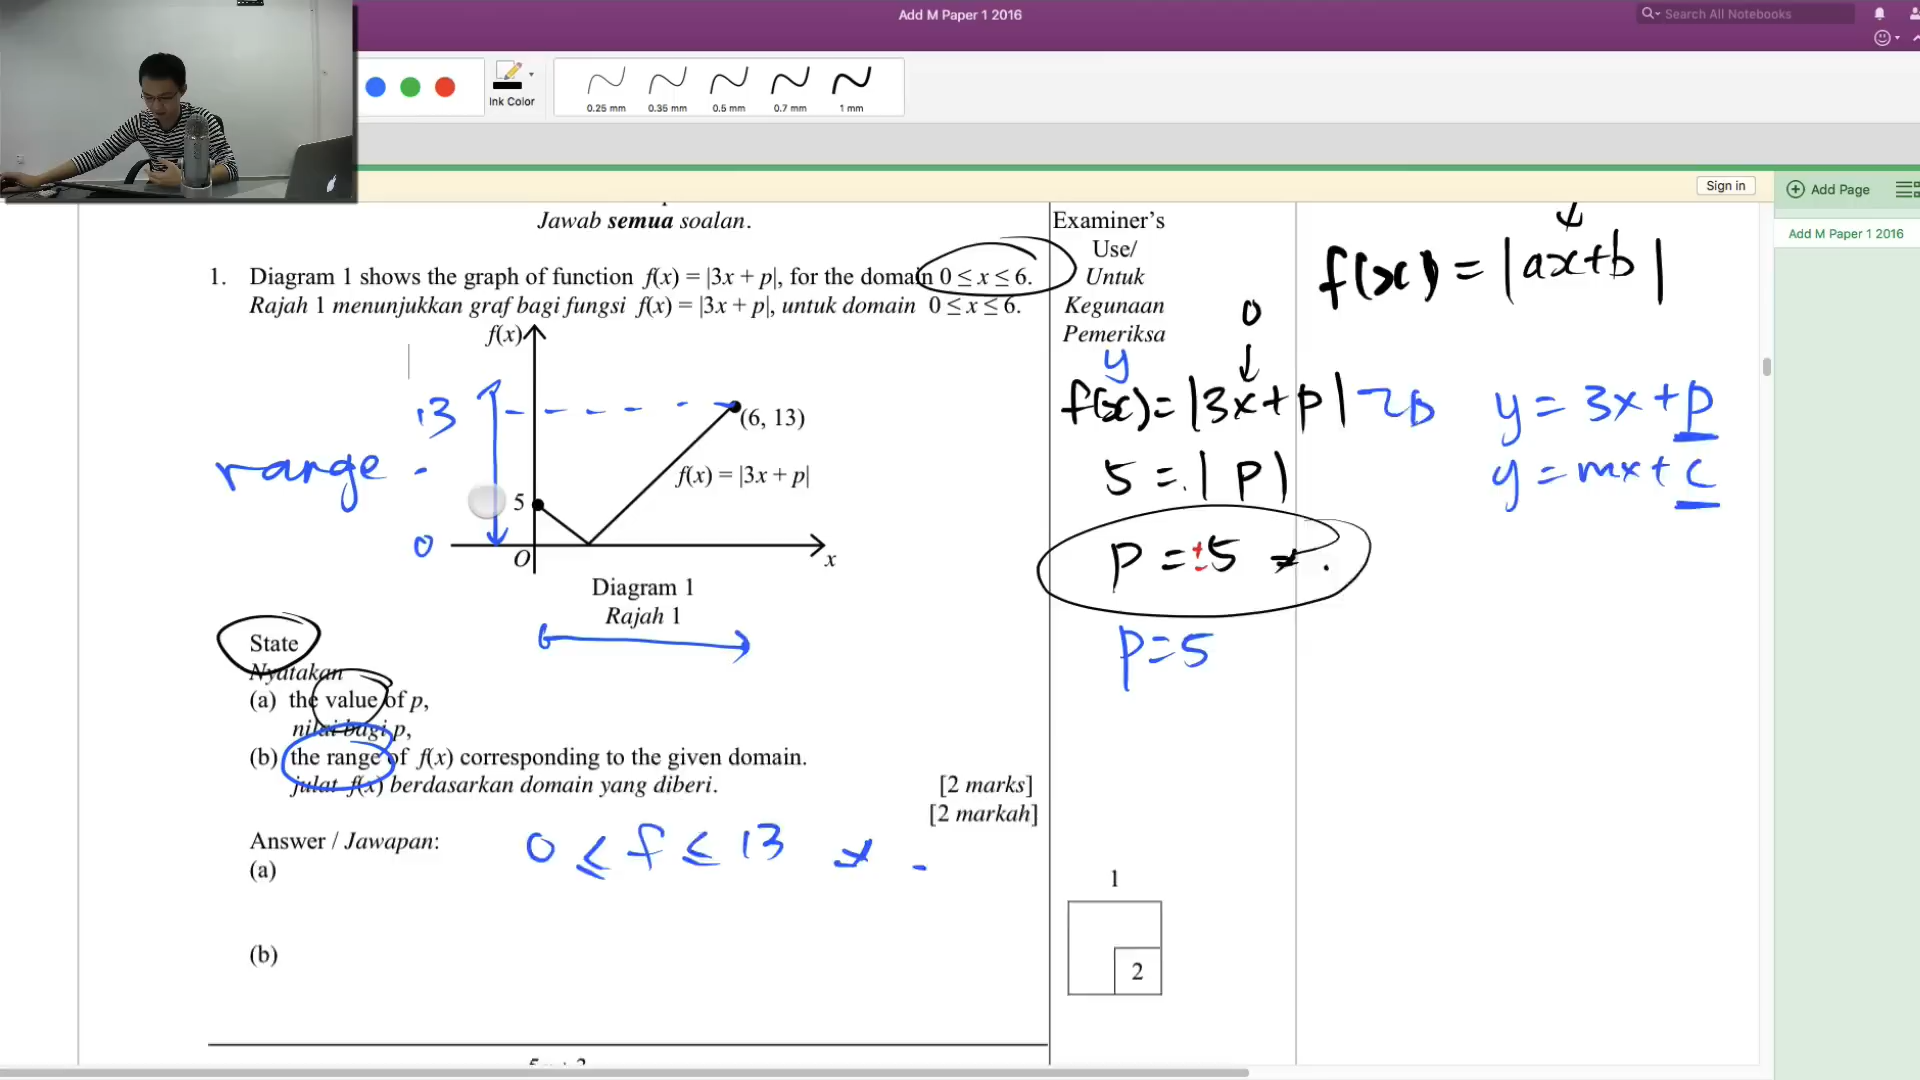 Add M Paper 1 2016
Search All Notebooks
Ink Color
0.25 mm
0.35 mm
0.5 mm
0.7 mm
1 mm
Sign in
Add Page
Add M Paper 1 2016
Jawab semua soalan.
1. Diagram 1 shows the graph of function f(x) = |3x + p|, for the domain 0 ≤ x ≤ 6.
Rajah 1 menunjukkan graf bagi fungsi f(x) = |3x + p|, untuk domain 0 ≤ x ≤ 6.
f(x)
13
(6, 13)
range
f(x) = |3x + p|
5
0
O
x
Diagram 1
Rajah 1
State
Nyatakan
(a) the value of p,
nilai bagi p,
(b) the range of f(x) corresponding to the given domain.
julat f(x) berdasarkan domain yang diberi.
[2 marks]
[2 markah]
Answer / Jawapan:
0 ≤ f ≤ 13
(a)
(b)
Examiner's
Use/
Untuk
Kegunaan
Pemeriksa
f(x) = |ax+b|
0
y
f(x) = |3x+p|
5 = |p|
p = ±5
p=5
y = 3x + p
y = mx + c
1
2